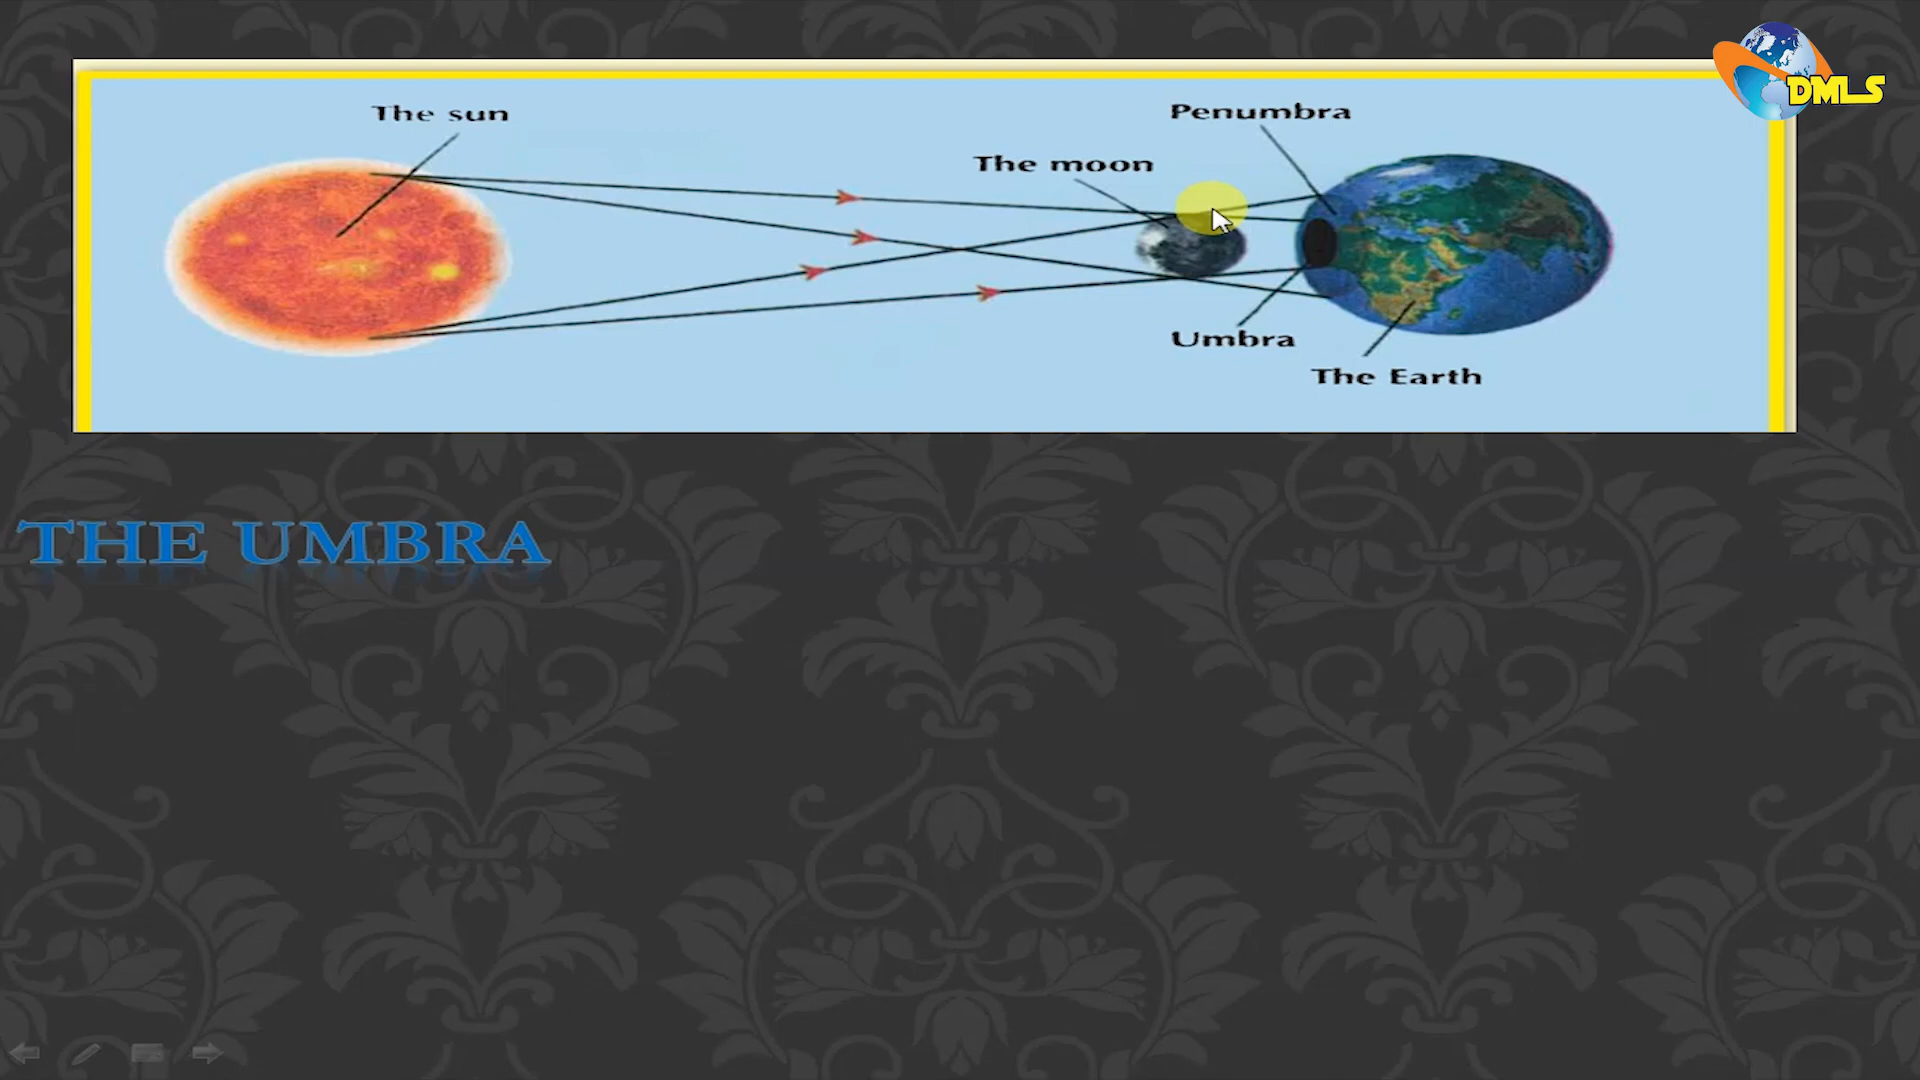 The sun
Penumbra
DMLS
The moon
Umbra
The Earth
THE UMBRA